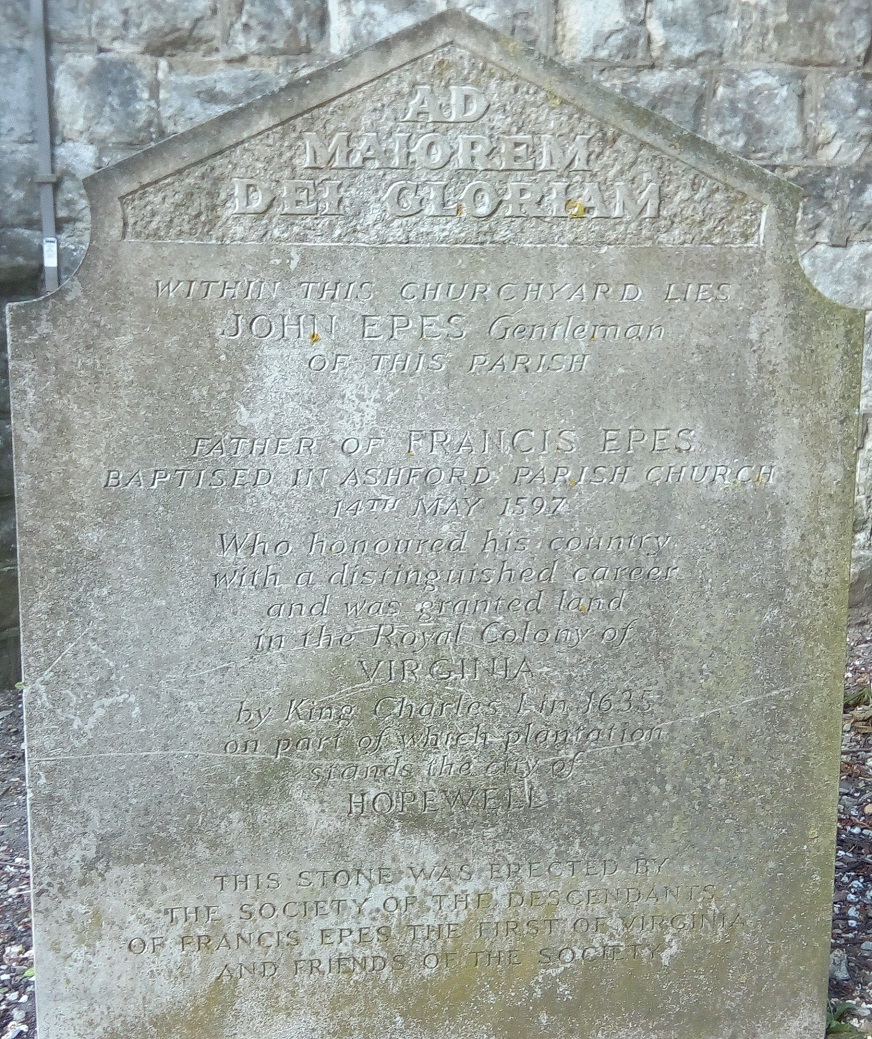 AD
MAIOREM
DEI GLORIAM
WITHIN THIS CHURCHYARD LIES
JOHN EPES Gentleman
OF THIS PARISH
FATHER OF FRANCIS EPES
BAPTISED IN ASHFORD PARISH CHURCH
14TH MAY 1597
Who honoured his country
with a distinguished career
and was granted land
in the Royal Colony of
VIRGINIA
by King Charles I in 1635
on part of which plantation
stands the city of
HOPEWELL
THIS STONE WAS ERECTED BY
THE SOCIETY OF THE DESCENDANTS
OF FRANCIS EPES THE FIRST OF VIRGINIA
AND FRIENDS OF THE SOCIETY